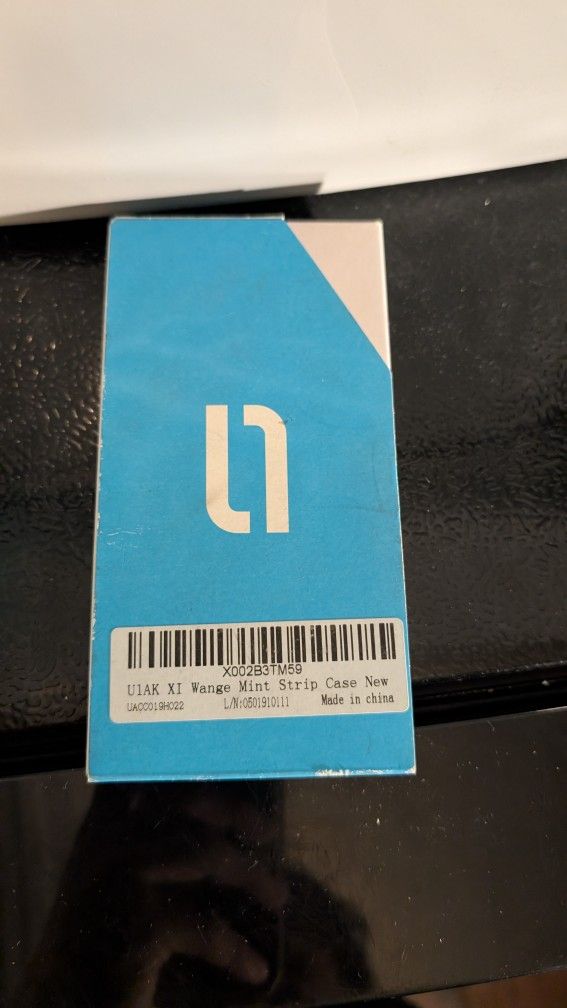 X002B3TM59
U1AK XI Wange Mint Strip Case New
UACC019H022 L/N:0501910111 Made in china